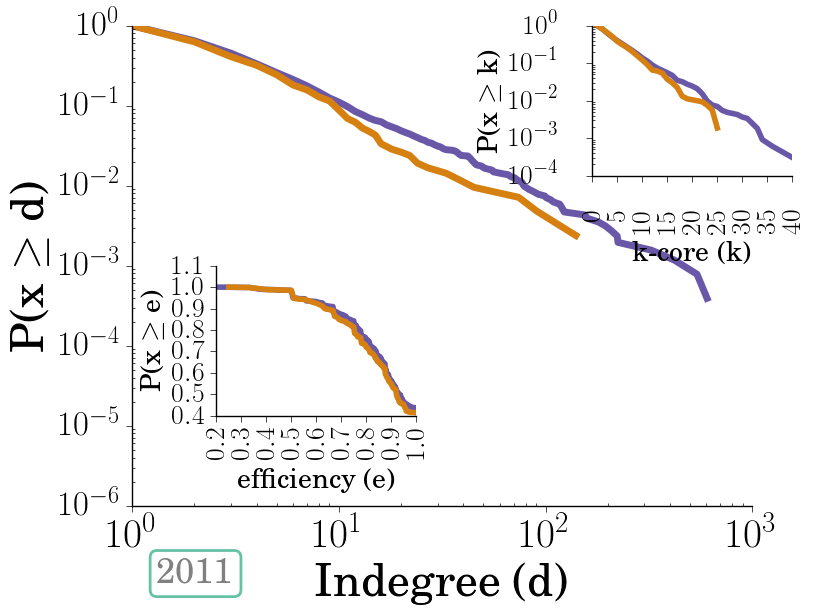 10^0
10^-1
10^-2
10^-3
10^-4
10^-5
10^-6
P(x ≥ d)
10^0 10^1 10^2 10^3
Indegree (d)
2011
10^0
10^-1
10^-2
10^-3
10^-4
P(x ≥ k)
0 5 10 15 20 25 30 35 40
k-core (k)
1.1
1.0
0.9
0.8
0.7
0.6
0.5
0.4
P(x ≥ e)
0.2 0.3 0.4 0.5 0.6 0.7 0.8 0.9 1.0
efficiency (e)